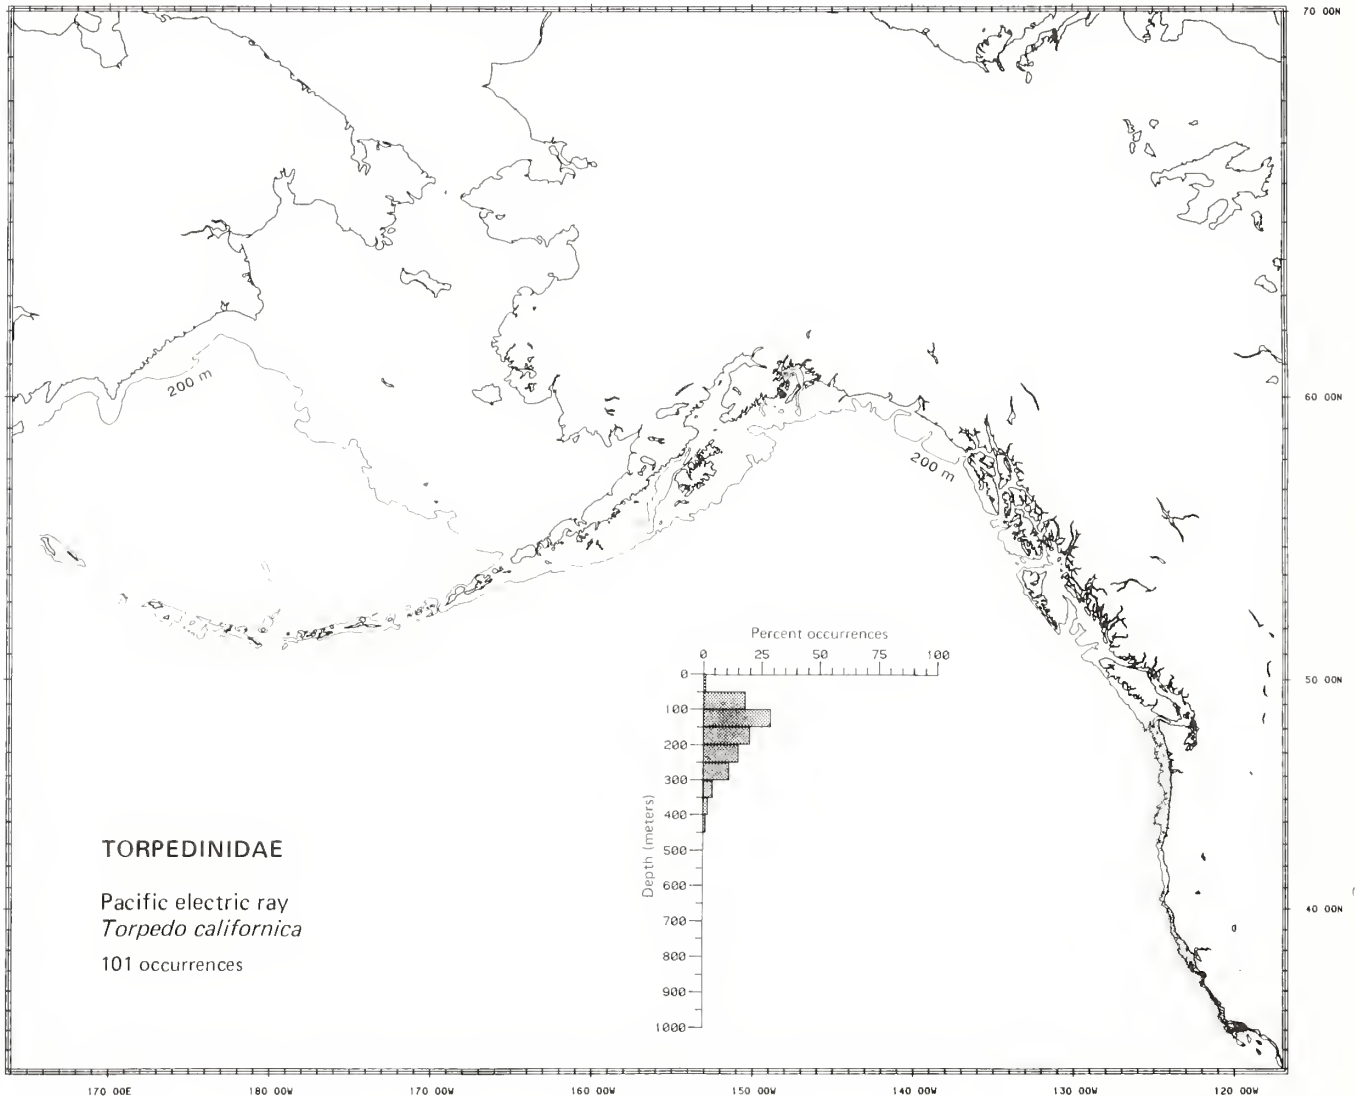 70 00N
200 m
60 00N
200 m
Percent occurrences
0 25 50 75 100
0
50 00N
100
200
300
400
Depth (meters)
500
600
700
800
900
1000
TORPEDINIDAE
Pacific electric ray
Torpedo californica
101 occurrences
40 00N
170 00E 180 00W 170 00W 160 00W 150 00W 140 00W 130 00W 120 00W